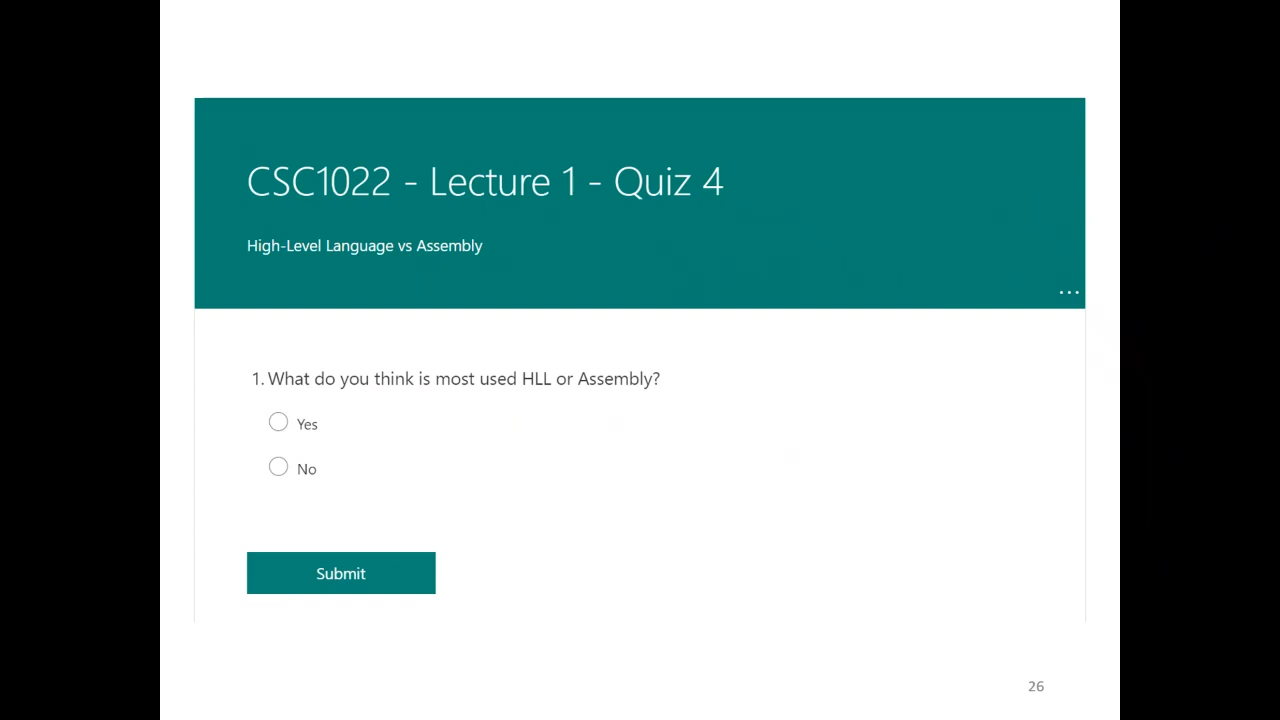 CSC1022 - Lecture 1 - Quiz 4
High-Level Language vs Assembly
...
1. What do you think is most used HLL or Assembly?
Yes
No
Submit
26